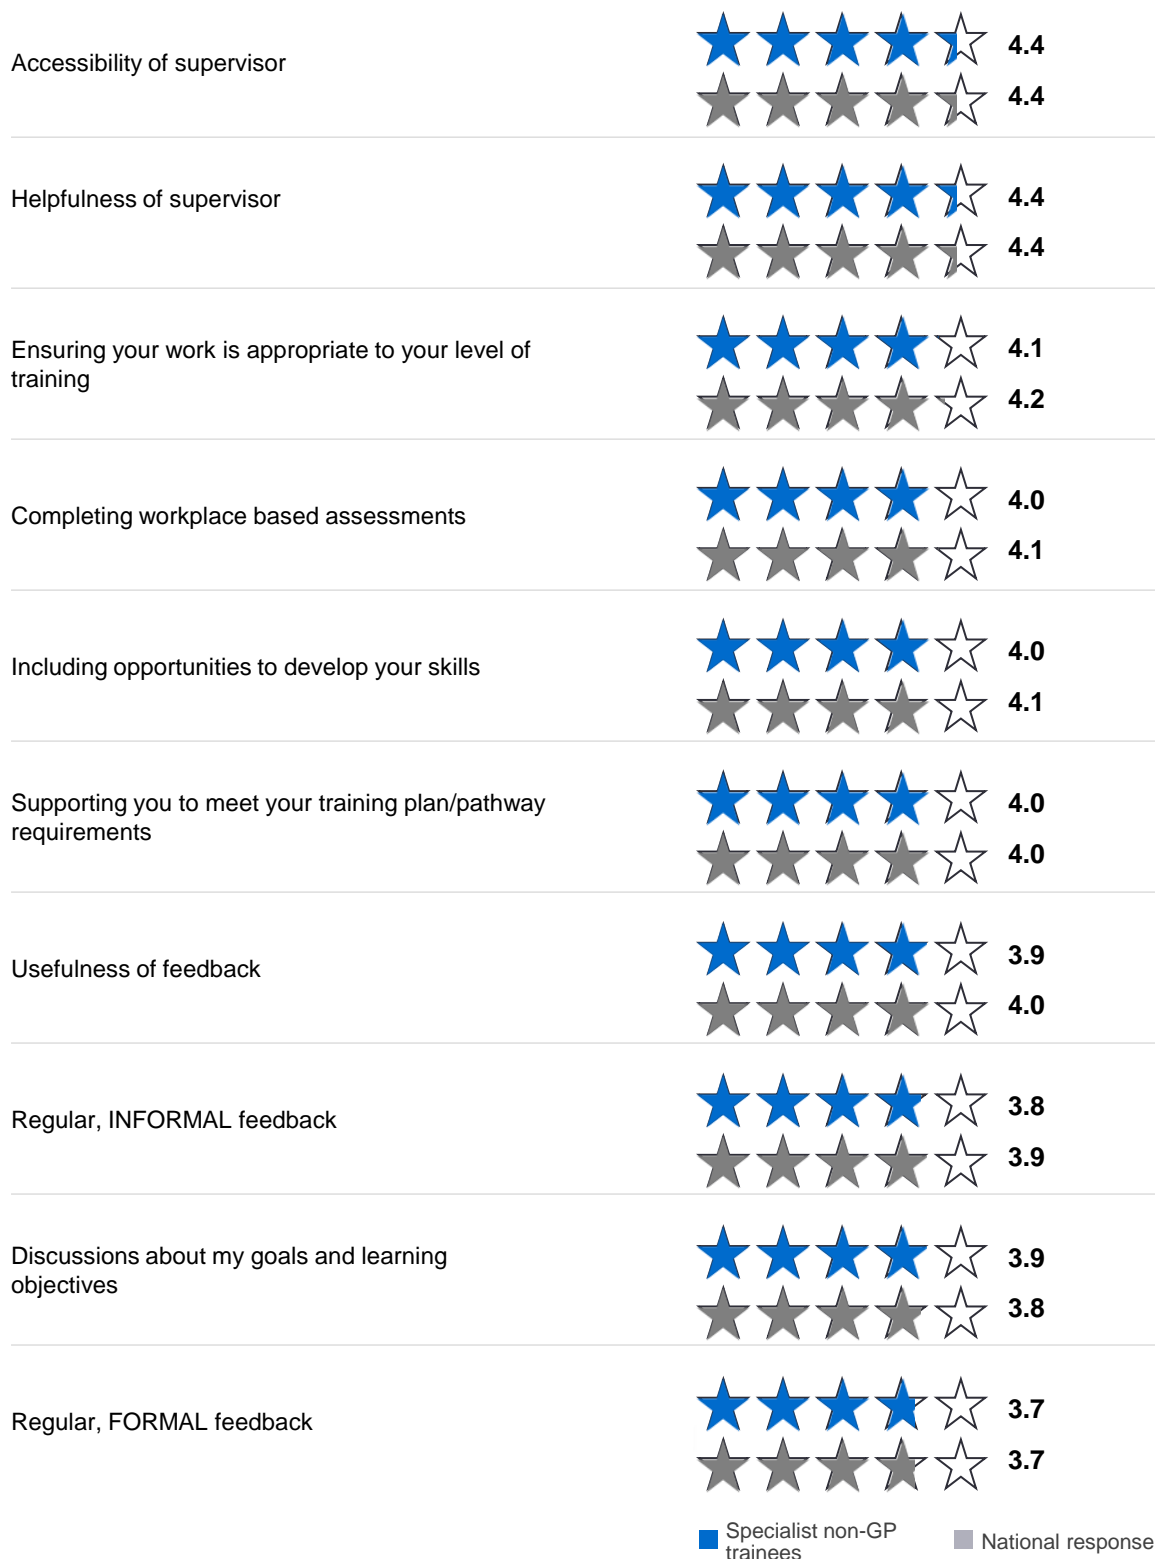 Accessibility of supervisor
4.4
4.4
Helpfulness of supervisor
4.4
4.4
Ensuring your work is appropriate to your level of
training
4.1
4.2
Completing workplace based assessments
4.0
4.1
Including opportunities to develop your skills
4.0
4.1
Supporting you to meet your training plan/pathway
requirements
4.0
4.0
Usefulness of feedback
3.9
4.0
Regular, INFORMAL feedback
3.8
3.9
Discussions about my goals and learning
objectives
3.9
3.8
Regular, FORMAL feedback
3.7
3.7
Specialist non-GP
trainees
National response